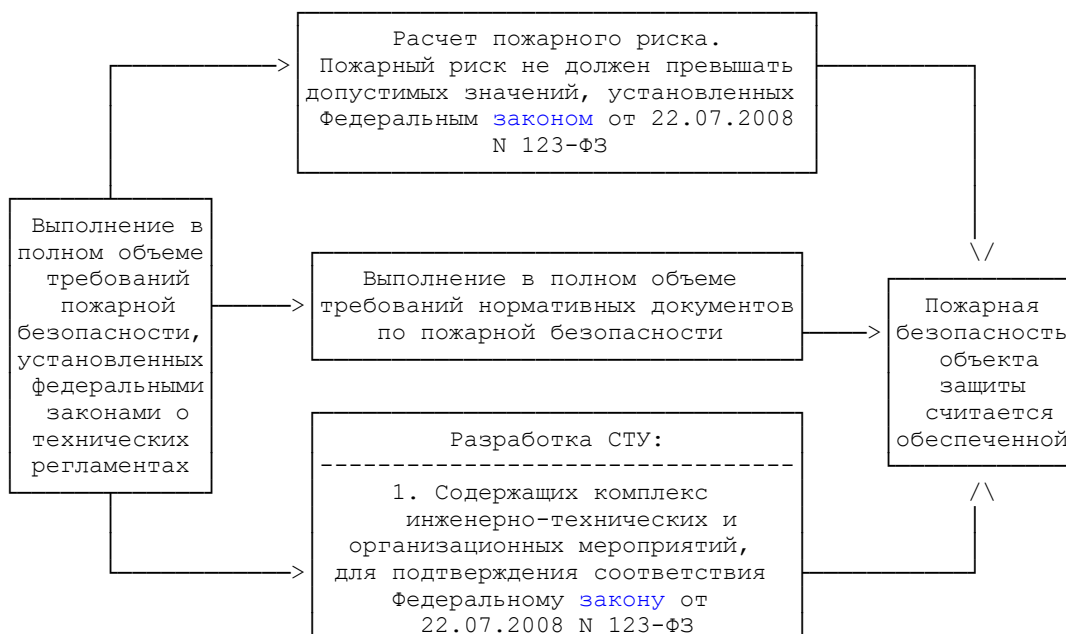 Расчет пожарного риска.
Пожарный риск не должен превышать
допустимых значений, установленных
Федеральным законом от 22.07.2008
N 123-ФЗ
Выполнение в
полном объеме
требований
пожарной
безопасности,
установленных
федеральными
законами о
технических
регламентах
Выполнение в полном объеме
требований нормативных документов
по пожарной безопасности
Разработка СТУ:
1. Содержащих комплекс
инженерно-технических и
организационных мероприятий,
для подтверждения соответствия
Федеральному закону от
22.07.2008 N 123-ФЗ
Пожарная
безопасность
объекта
защиты
считается
обеспеченной